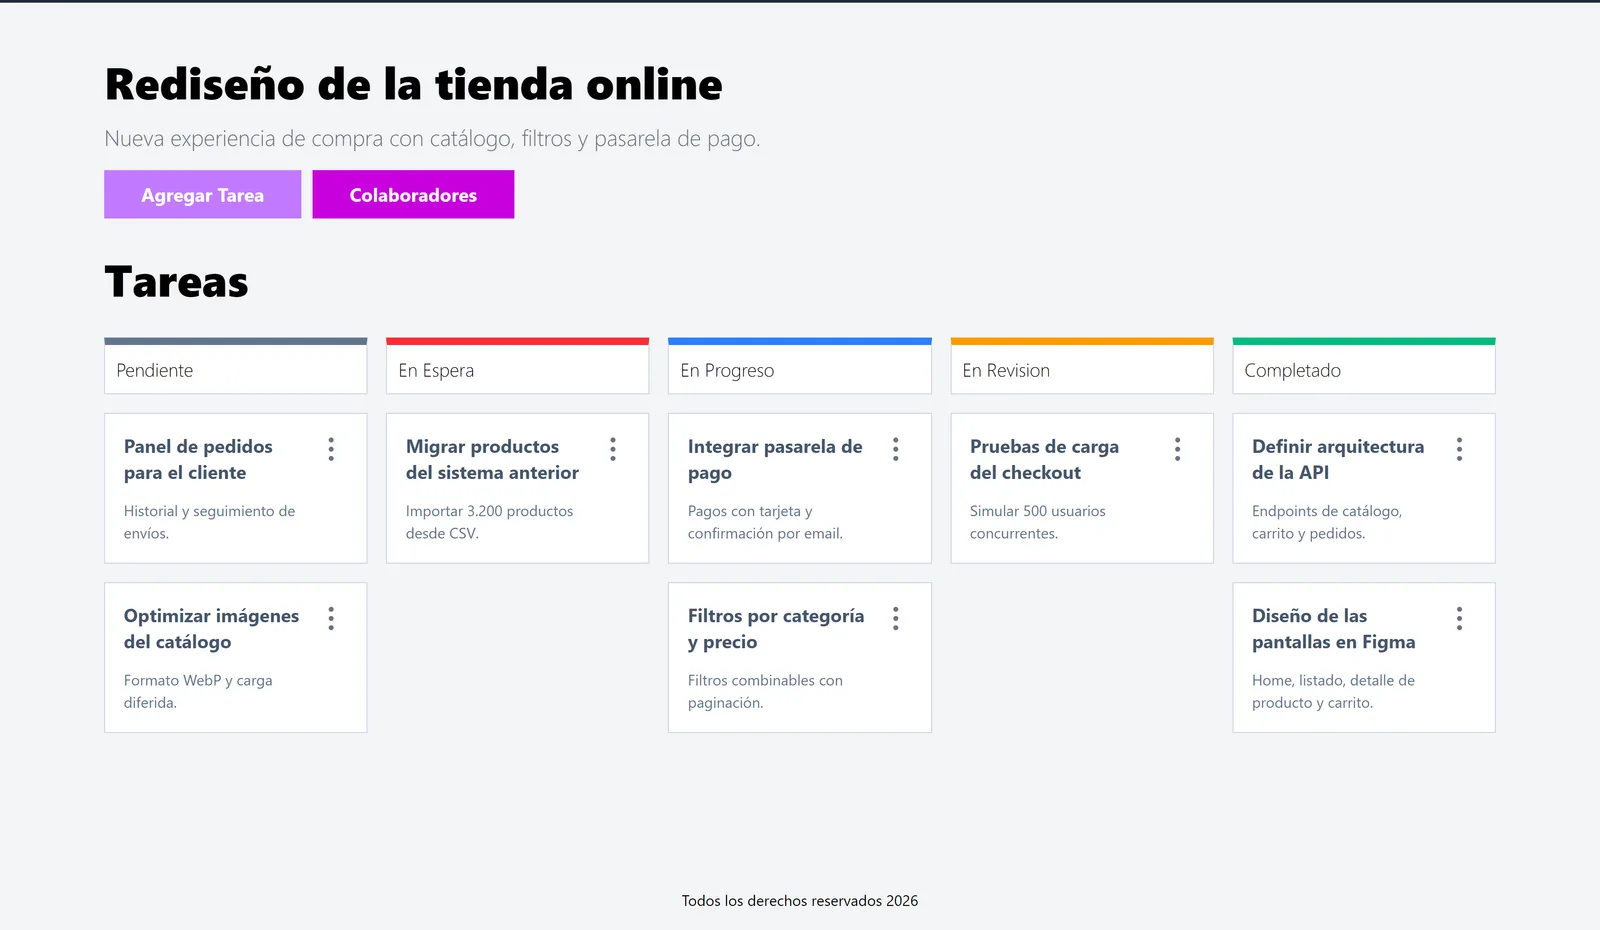 Rediseño de la tienda online
Nueva experiencia de compra con catálogo, filtros y pasarela de pago.
Agregar Tarea
Colaboradores
Tareas
Pendiente
Panel de pedidos
para el cliente
Historial y seguimiento de
envíos.
Optimizar imágenes
del catálogo
Formato WebP y carga
diferida.
En Espera
Migrar productos
del sistema anterior
Importar 3.200 productos
desde CSV.
En Progreso
Integrar pasarela de
pago
Pagos con tarjeta y
confirmación por email.
Filtros por categoría
y precio
Filtros combinables con
paginación.
En Revision
Pruebas de carga
del checkout
Simular 500 usuarios
concurrentes.
Completado
Definir arquitectura
de la API
Endpoints de catálogo,
carrito y pedidos.
Diseño de las
pantallas en Figma
Home, listado, detalle de
producto y carrito.
Todos los derechos reservados 2026